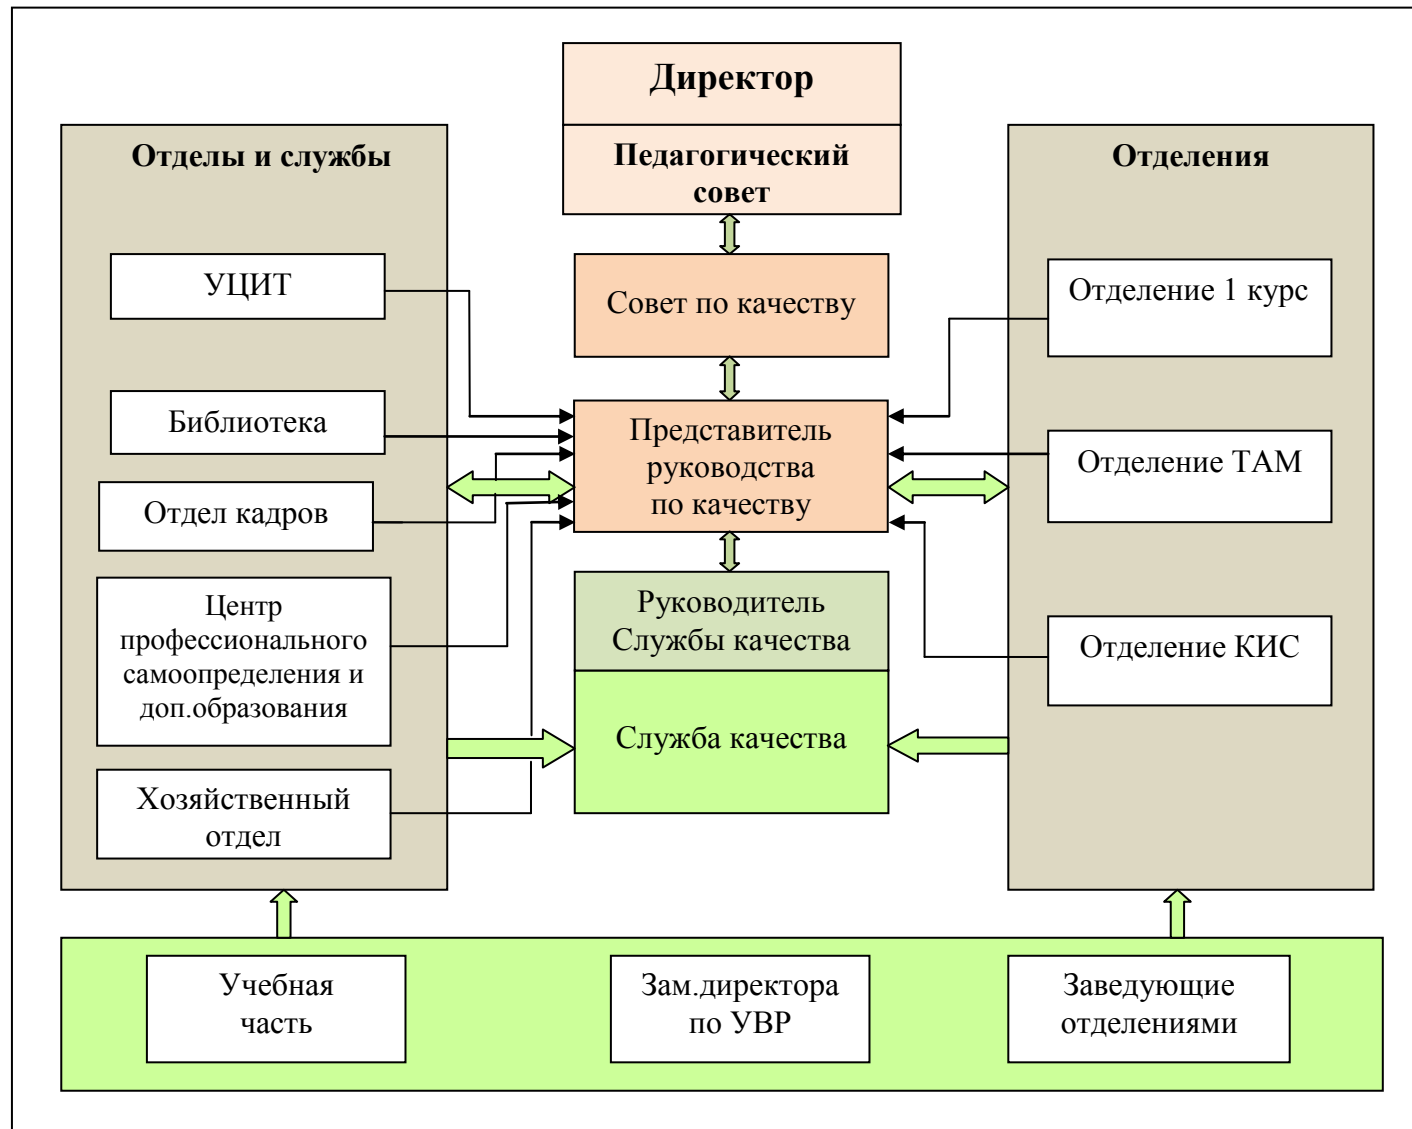 Директор
Педагогический
совет
Отделы и службы
УЦИТ
Библиотека
Отдел кадров
Центр
профессионального
самоопределения и
доп.образования
Хозяйственный
отдел
Совет по качеству
Представитель
руководства
по качеству
Руководитель
Службы качества
Служба качества
Отделения
Отделение 1 курс
Отделение ТАМ
Отделение КИС
Учебная
часть
Зам.директора
по УВР
Заведующие
отделениями